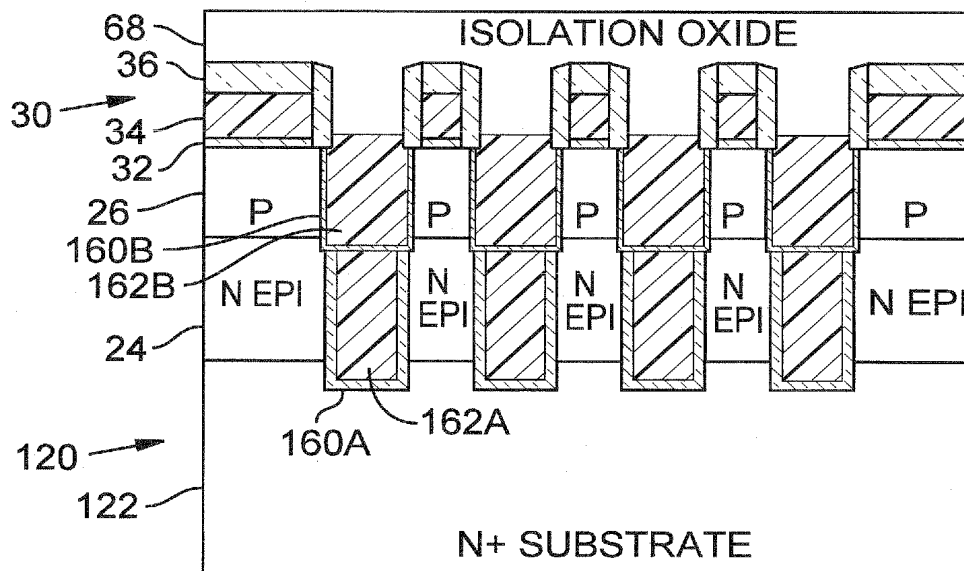 68
ISOLATION OXIDE
36
30
34
32
26
P
P
P
P
P
160B
162B
N EPI
N
EPI
N
EPI
N
EPI
N EPI
24
160A
162A
120
122
N+ SUBSTRATE